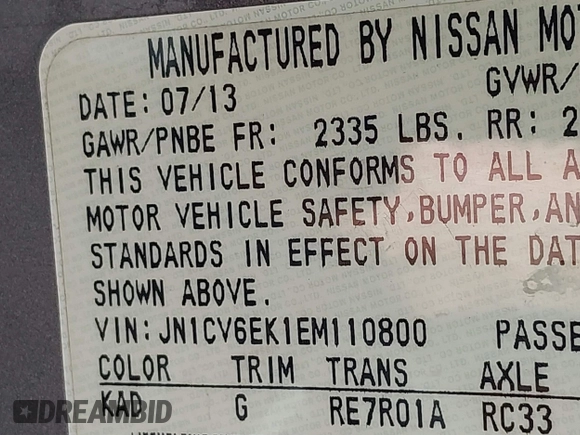 MANUFACTURED BY NISSAN MO
DATE: 07/13
GVWR/
GAWR/PNBE FR: 2335 LBS. RR: 2
THIS VEHICLE CONFORMS TO ALL A
MOTOR VEHICLE SAFETY, BUMPER, AN
STANDARDS IN EFFECT ON THE DAT
SHOWN ABOVE.
VIN: JN1CV6EK1EM110800 PASSE
COLOR TRIM TRANS AXLE
KAD G RE7R01A RC33
DREAMBID